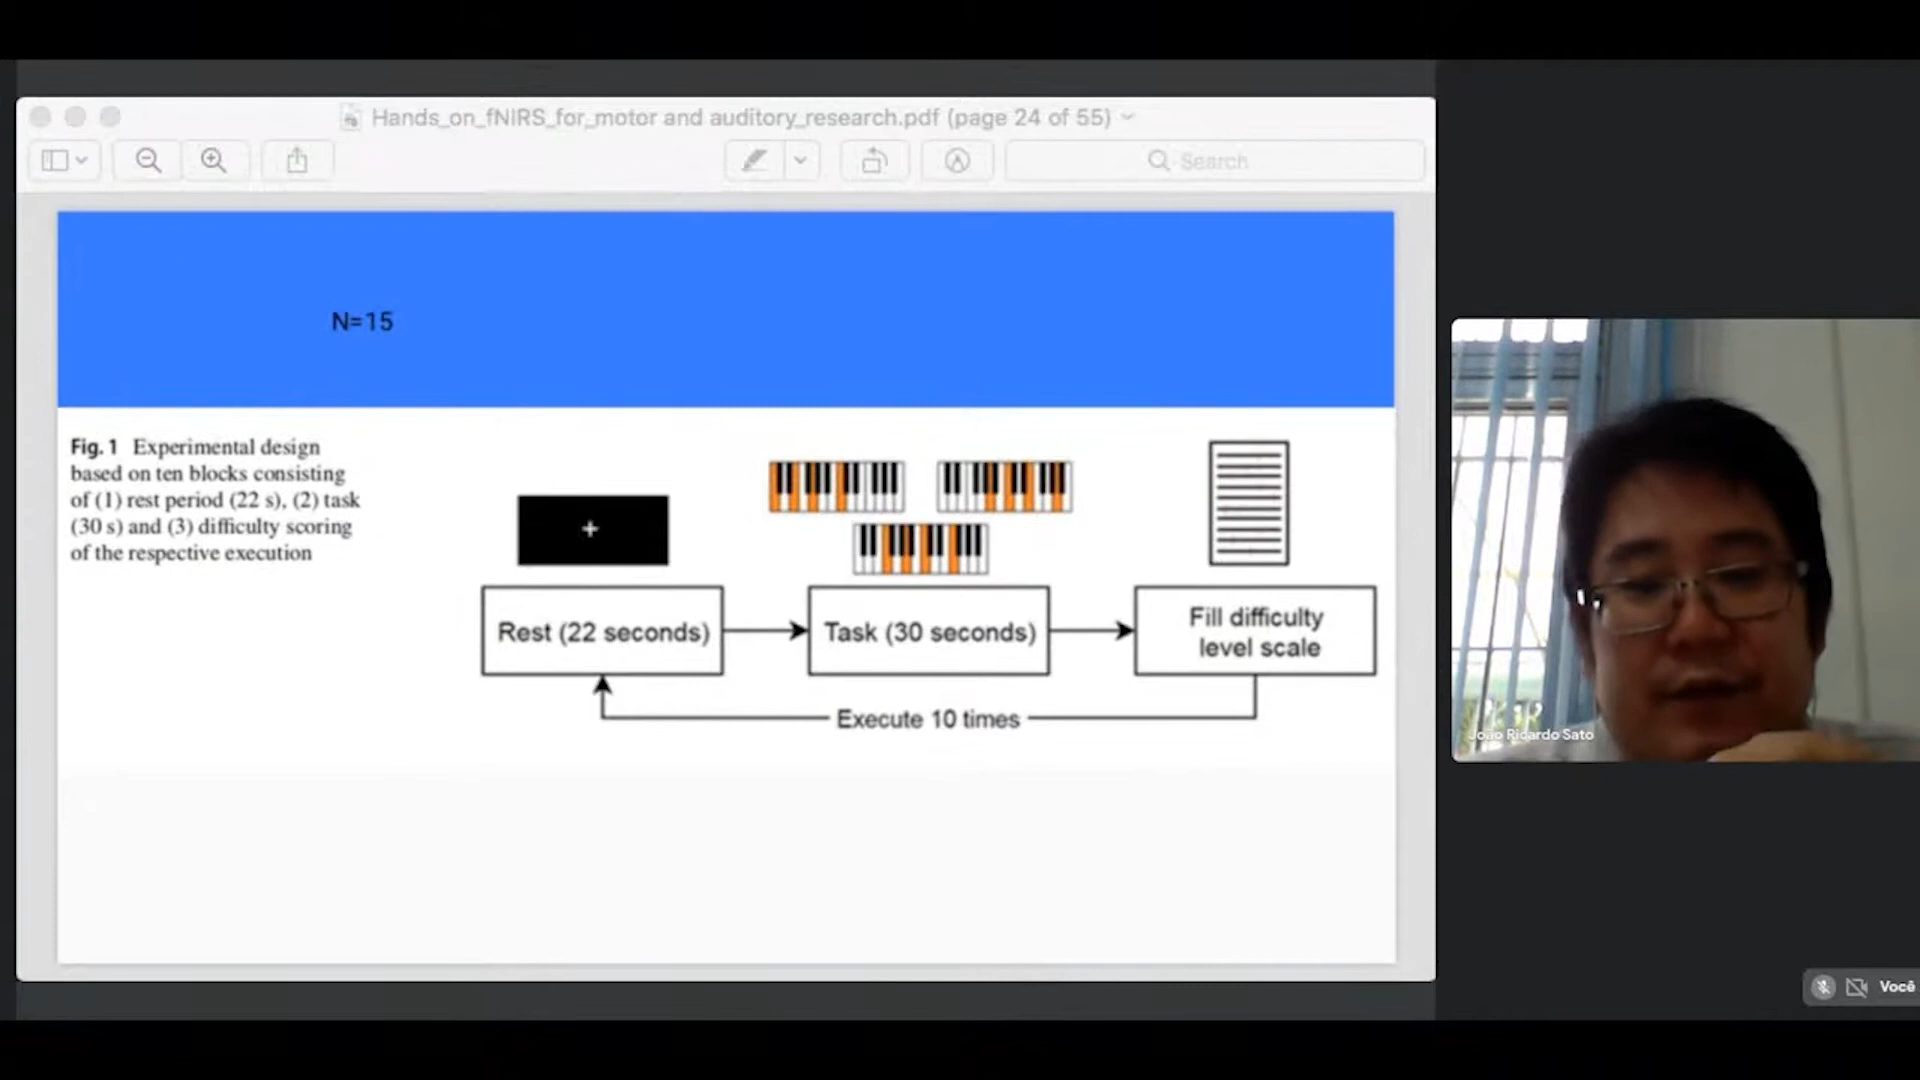 Hands_on_fNIRS_for_motor and auditory_research.pdf (page 24 of 55)
Search
N=15
Fig. 1 Experimental design
based on ten blocks consisting
of (1) rest period (22 s), (2) task
(30 s) and (3) difficulty scoring
of the respective execution
Rest (22 seconds)
Task (30 seconds)
Fill difficulty
level scale
Execute 10 times
João Ricardo Sato
Você